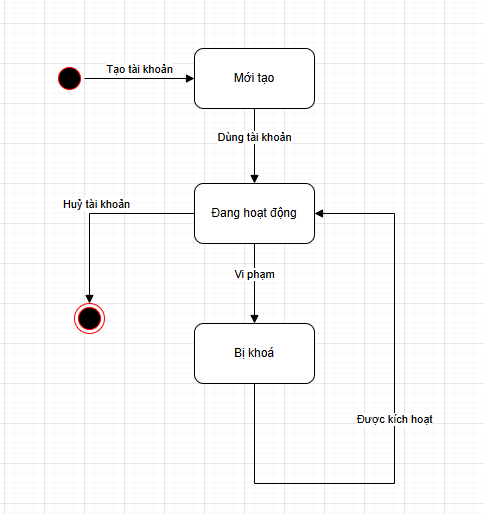 Tạo tài khoản
Mới tạo
Dùng tài khoản
Huỷ tài khoản
Đang hoạt động
Vi phạm
Bị khoá
Được kích hoạt